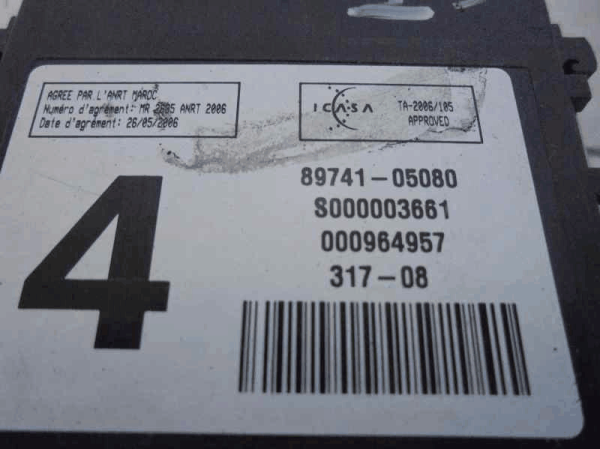 AGREE PAR L'ANRT MAROC
Numéro d'agrément: MR 2585 ANRT 2006
Date d'agrément: 26/05/2006
ICASA
TA-2006/105
APPROVED
4
89741-05080
S000003661
000964957
317-08